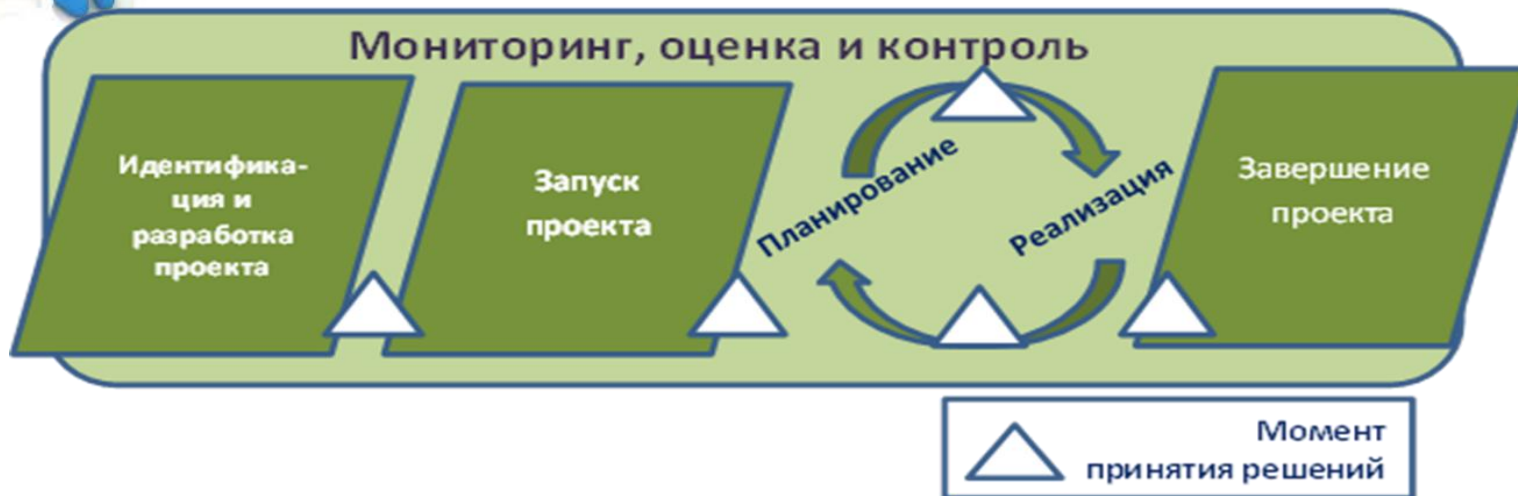 Мониторинг, оценка и контроль
Идентифика-
ция и
разработка
проекта
Запуск
проекта
Планирование
Реализация
Завершение
проекта
Момент
принятия решений